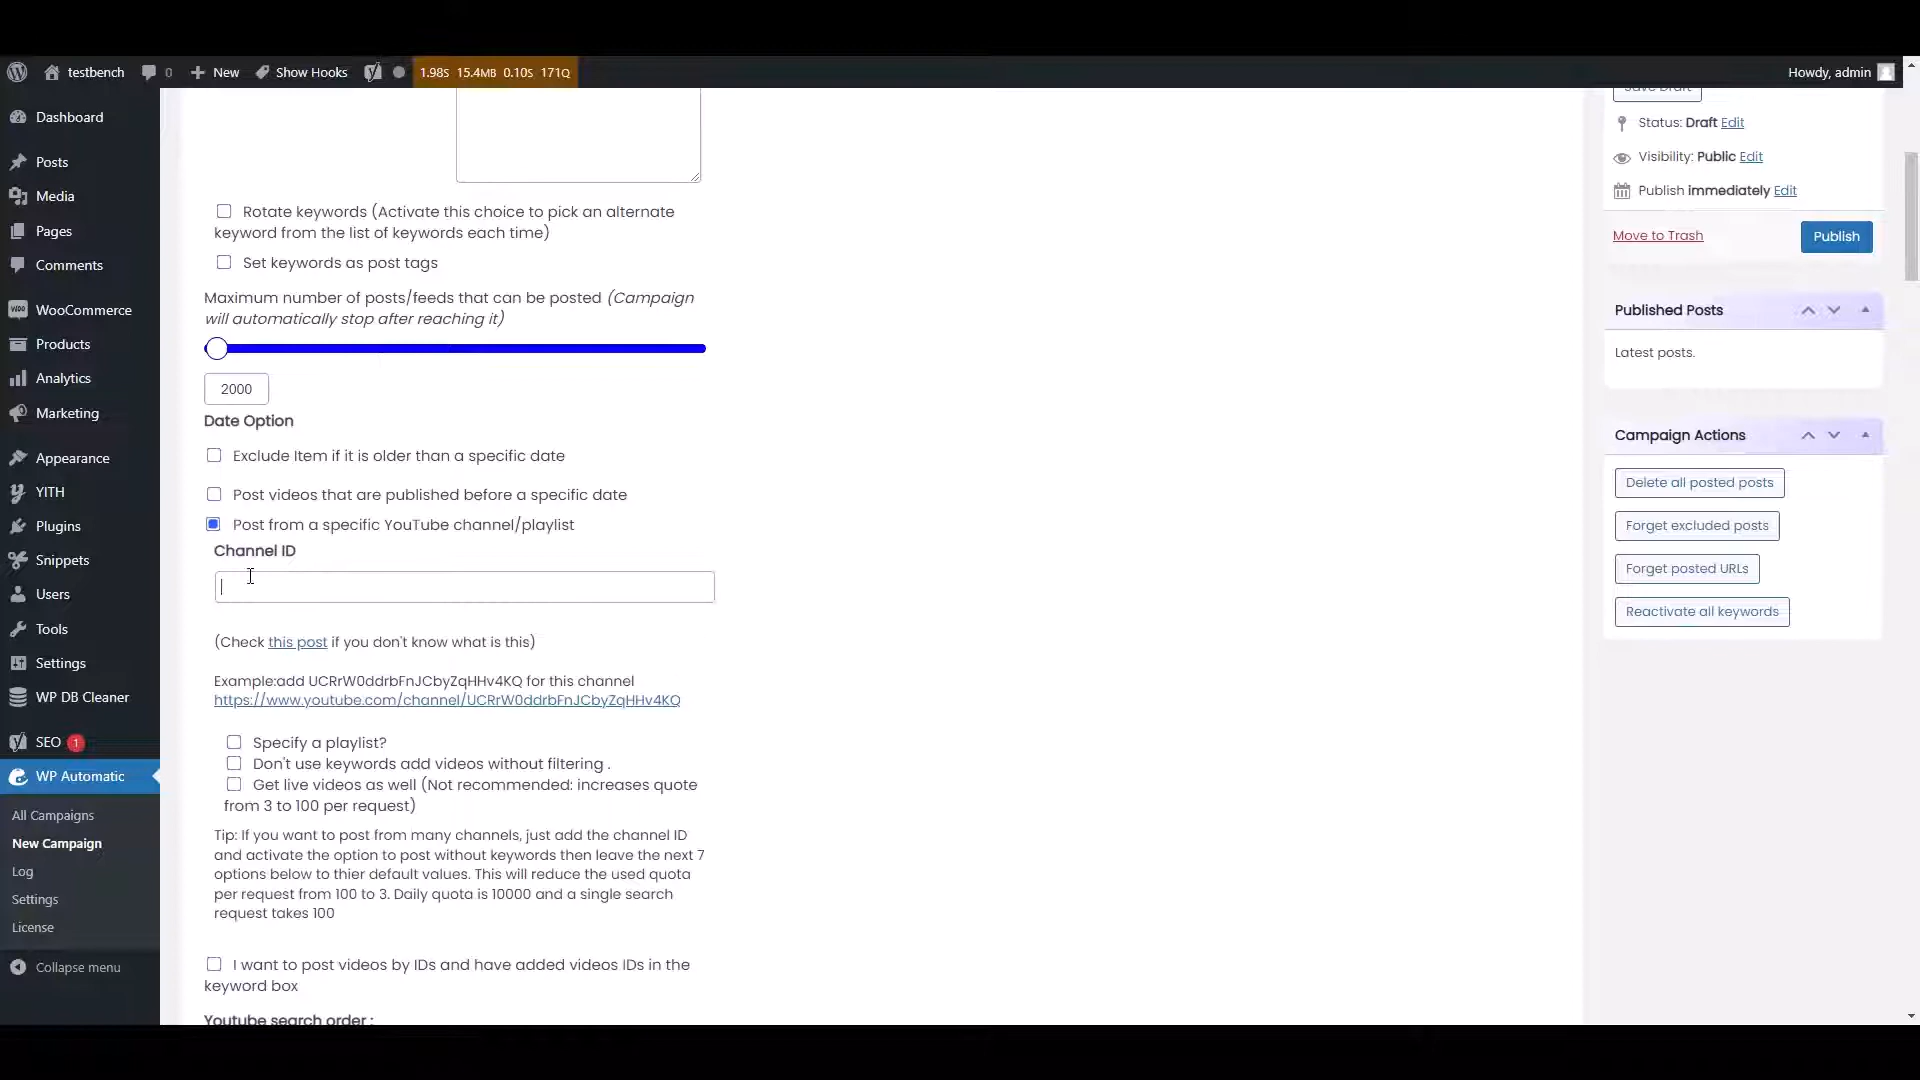 testbench 0 New Show Hooks 1.98S 15.4MB 0.10S 171Q Howdy, admin
Dashboard
Posts
Media
Pages
Comments
WooCommerce
Products
Analytics
Marketing
Appearance
YITH
Plugins
Snippets
Users
Tools
Settings
WP DB Cleaner
SEO 1
WP Automatic
All Campaigns
New Campaign
Log
Settings
License
Collapse menu
Rotate keywords (Activate this choice to pick an alternate
keyword from the list of keywords each time)
Set keywords as post tags
Maximum number of posts/feeds that can be posted (Campaign
will automatically stop after reaching it)
2000
Date Option
Exclude Item if it is older than a specific date
Post videos that are published before a specific date
Post from a specific YouTube channel/playlist
Channel ID
(Check this post if you don't know what is this)
Example:add UCRrW0ddrbFnJCbyZqHHv4KQ for this channel
https://www.youtube.com/channel/UCRrW0ddrbFnJCbyZqHHv4KQ
Specify a playlist?
Don't use keywords add videos without filtering .
Get live videos as well (Not recommended: increases quote
from 3 to 100 per request)
Tip: If you want to post from many channels, just add the channel ID
and activate the option to post without keywords then leave the next 7
options below to thier default values. This will reduce the used quota
per request from 100 to 3. Daily quota is 10000 and a single search
request takes 100
I want to post videos by IDs and have added videos IDs in the
keyword box
Youtube search order :
Save Draft
Status: Draft Edit
Visibility: Public Edit
Publish immediately Edit
Move to Trash
Publish
Published Posts
Latest posts.
Campaign Actions
Delete all posted posts
Forget excluded posts
Forget posted URLs
Reactivate all keywords